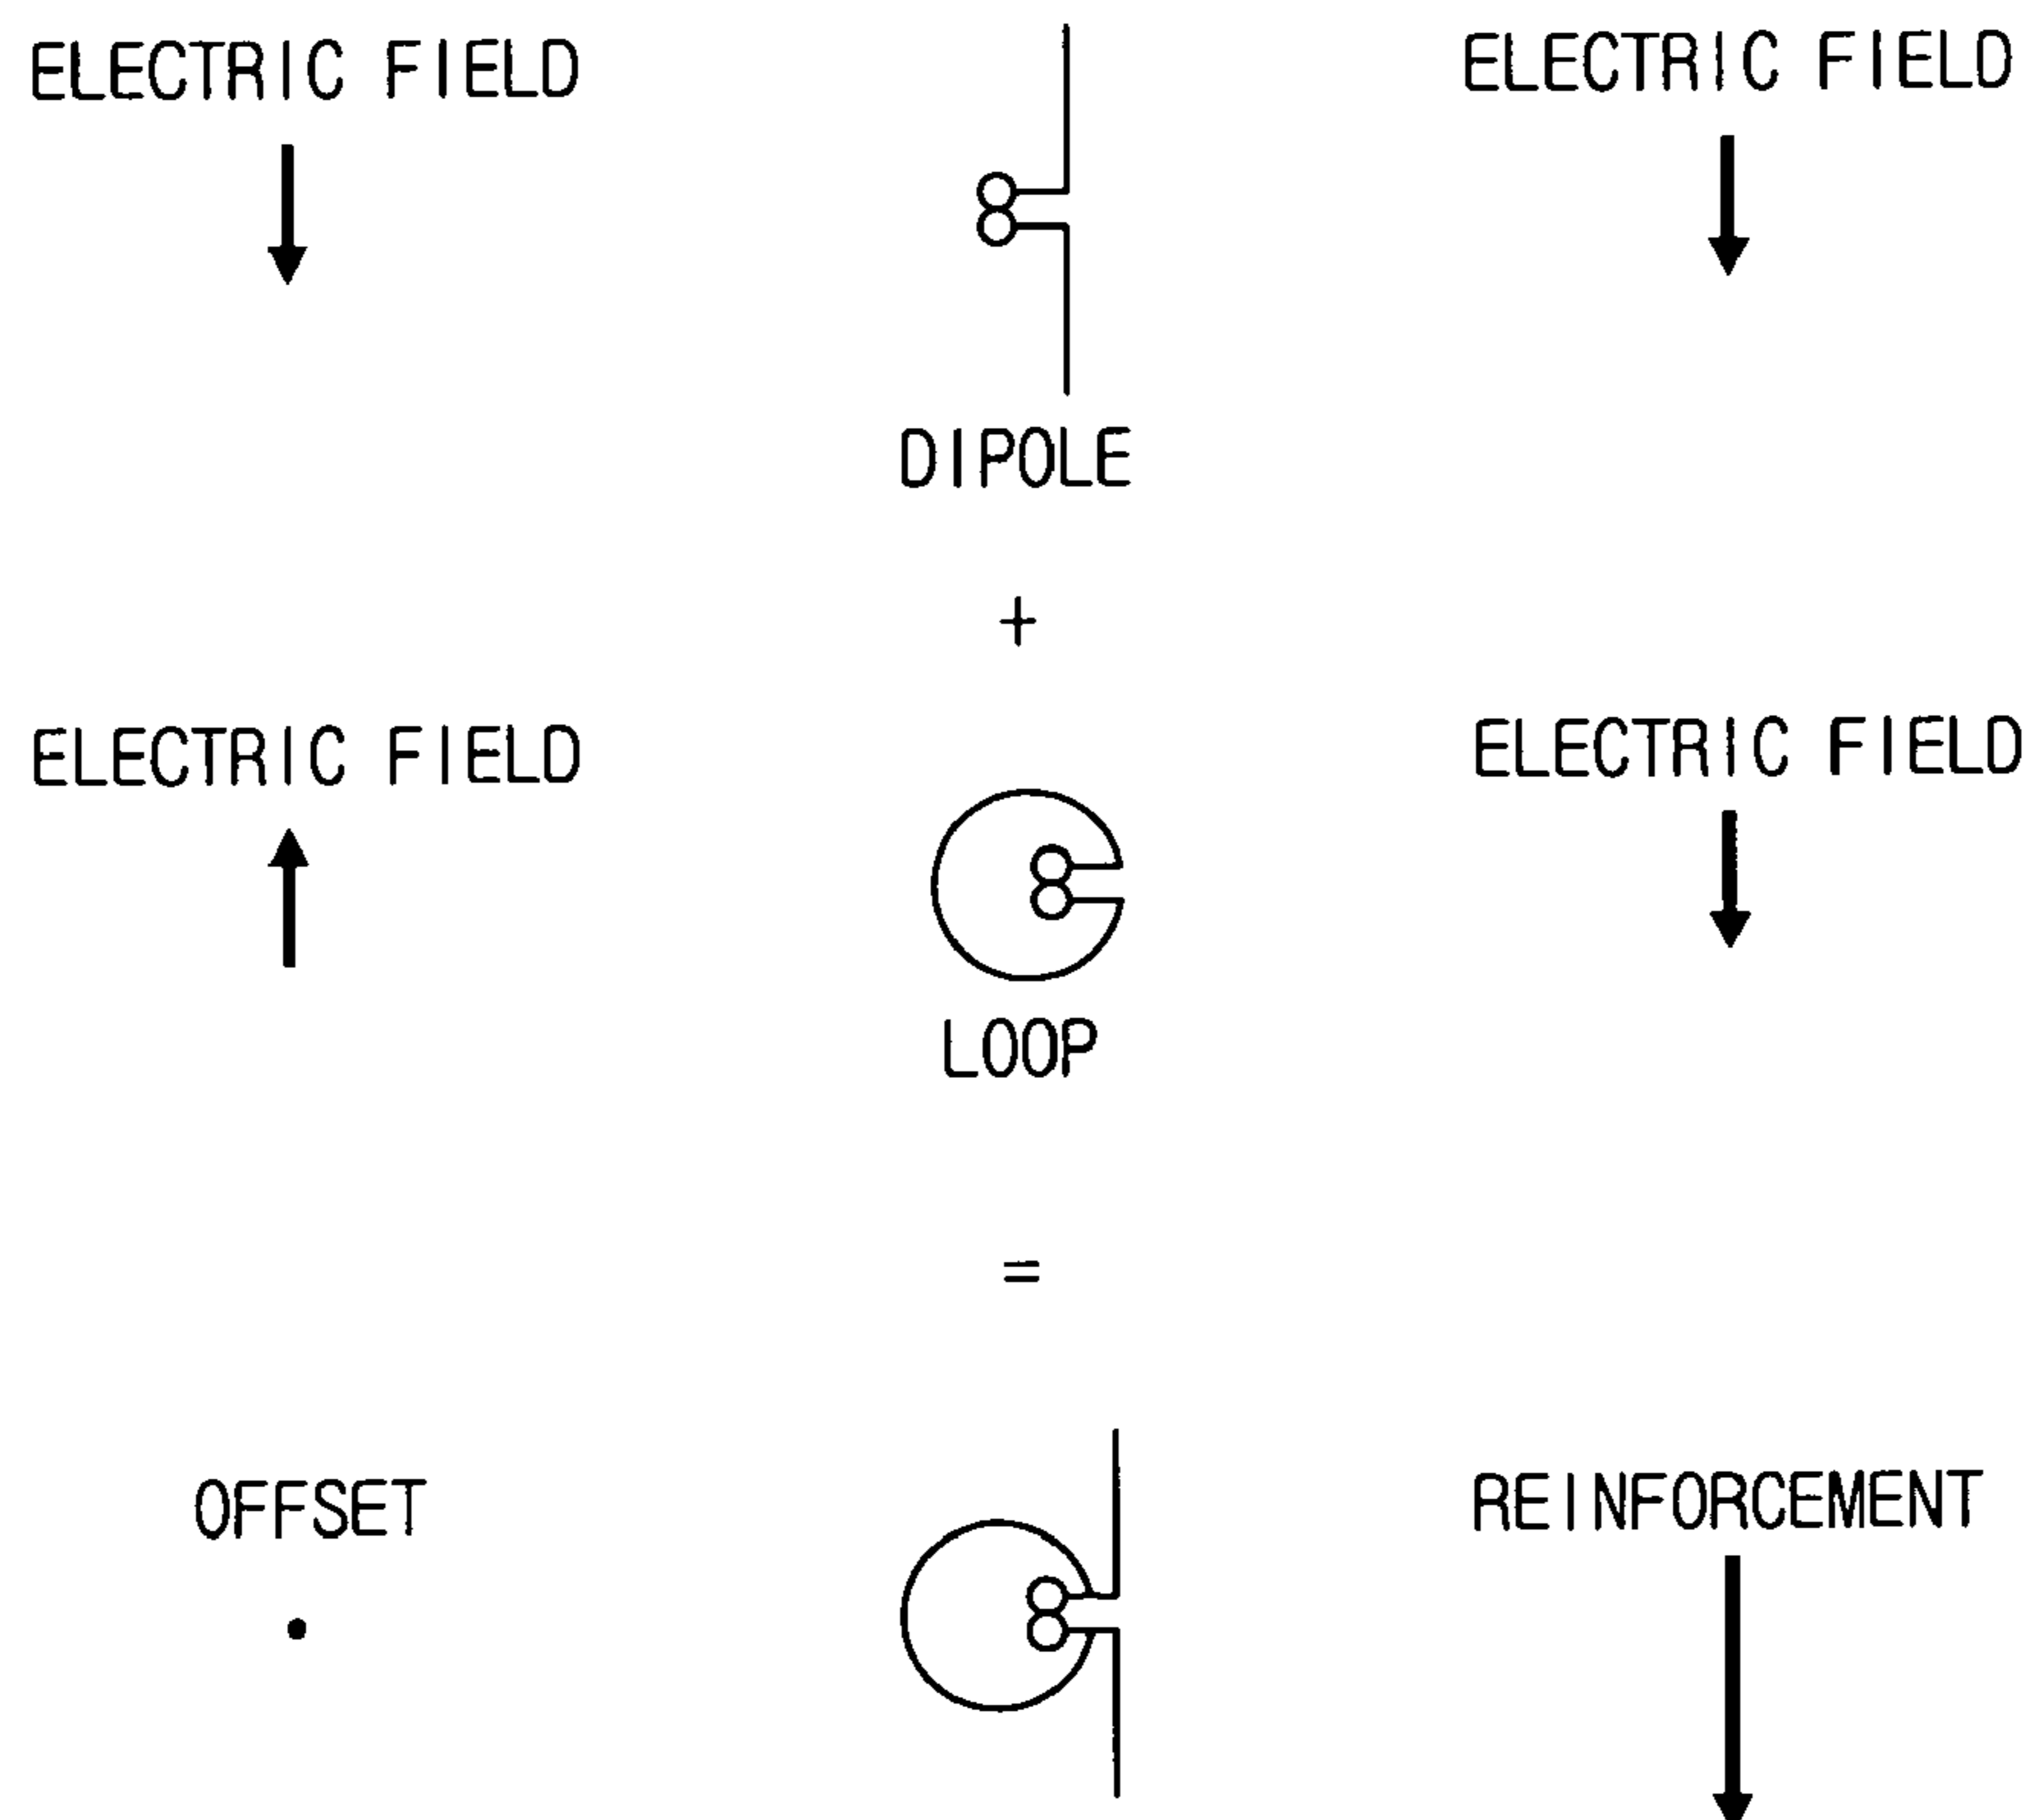 ELECTRIC FIELD
ELECTRIC FIELD
DIPOLE
+
ELECTRIC FIELD
ELECTRIC FIELD
LOOP
=
OFFSET
REINFORCEMENT